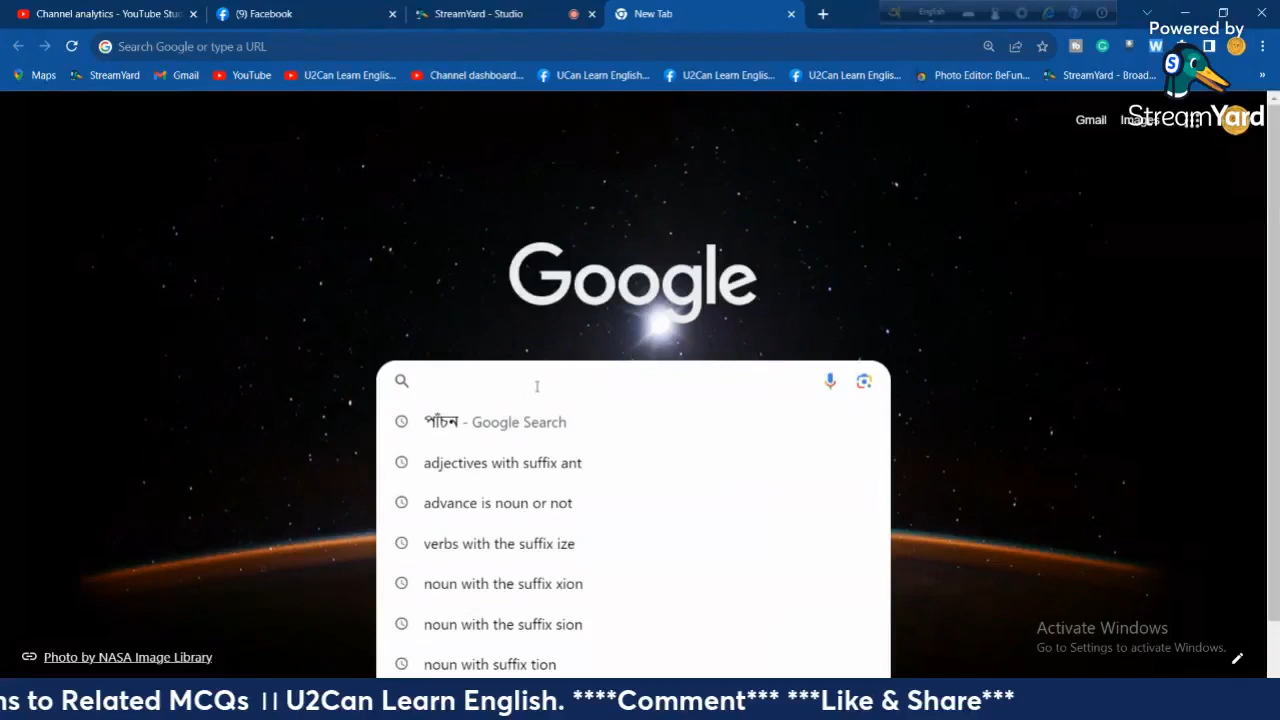 Channel analytics - YouTube Stu
(9) Facebook
StreamYard - Studio
New Tab
English
Powered by
Search Google or type a URL
Maps
StreamYard
Gmail
YouTube
U2Can Learn Englis...
Channel dashboard...
UCan Learn English...
U2Can Learn Englis...
U2Can Learn Englis...
Photo Editor: BeFun...
StreamYard - Broad...
»
StreamYard
Gmail
Images
Google
পাঁচন - Google Search
adjectives with suffix ant
advance is noun or not
verbs with the suffix ize
noun with the suffix xion
noun with the suffix sion
noun with suffix tion
Activate Windows
Go to Settings to activate Windows.
Photo by NASA Image Library
ns to Related MCQs ।। U2Can Learn English. ****Comment*** ***Like & Share***